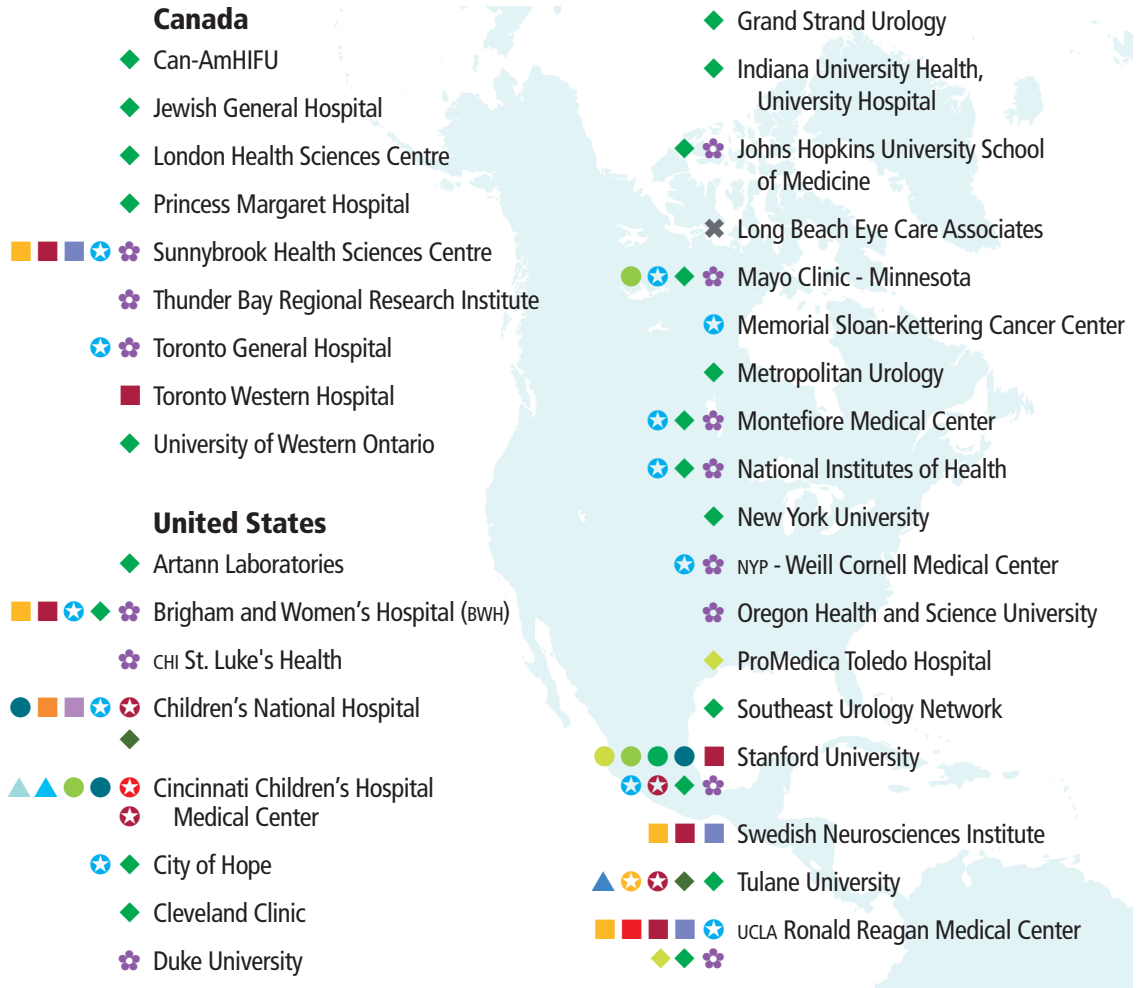 Canada
Can-AmHIFU
Jewish General Hospital
London Health Sciences Centre
Princess Margaret Hospital
Sunnybrook Health Sciences Centre
Thunder Bay Regional Research Institute
Toronto General Hospital
Toronto Western Hospital
University of Western Ontario
United States
Artann Laboratories
Brigham and Women’s Hospital (BWH)
CHI St. Luke's Health
Children’s National Hospital
Cincinnati Children’s Hospital
Medical Center
City of Hope
Cleveland Clinic
Duke University
Grand Strand Urology
Indiana University Health,
University Hospital
Johns Hopkins University School
of Medicine
Long Beach Eye Care Associates
Mayo Clinic - Minnesota
Memorial Sloan-Kettering Cancer Center
Metropolitan Urology
Montefiore Medical Center
National Institutes of Health
New York University
NYP - Weill Cornell Medical Center
Oregon Health and Science University
ProMedica Toledo Hospital
Southeast Urology Network
Stanford University
Swedish Neurosciences Institute
Tulane University
UCLA Ronald Reagan Medical Center